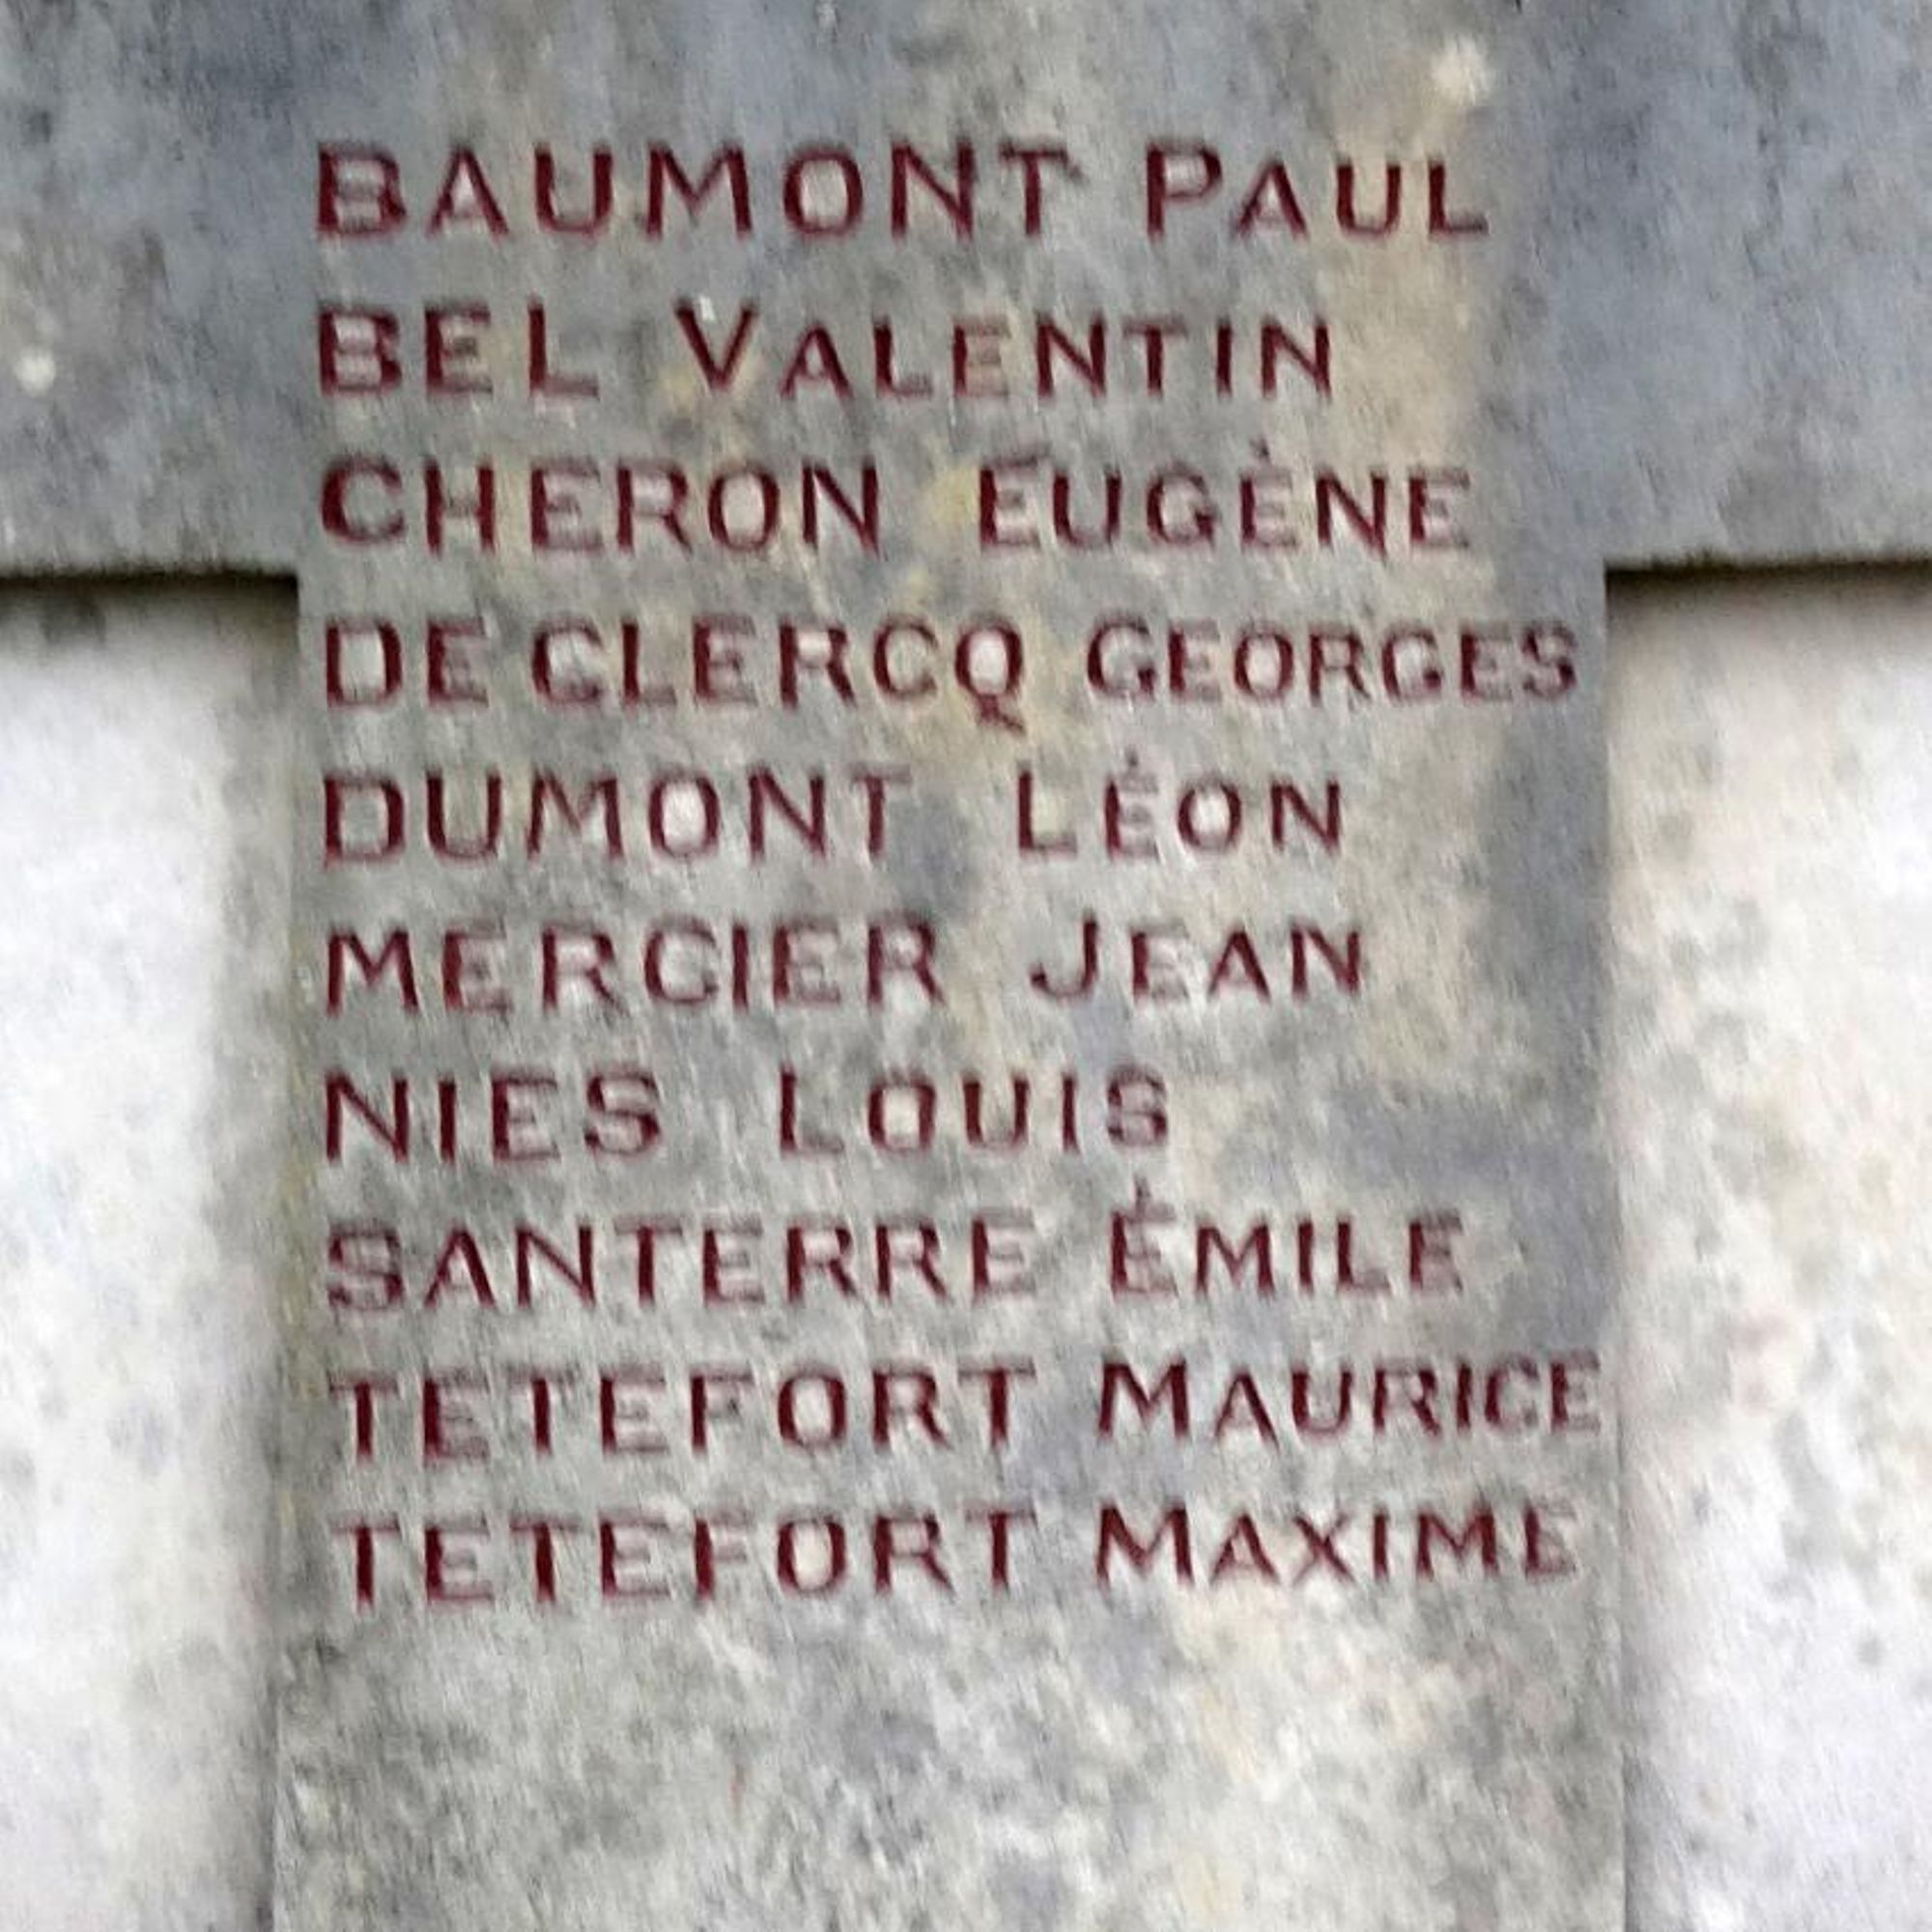 BAUMONT PAUL
BEL VALENTIN
CHERON EUGÈNE
DE CLERCQ GEORGES
DUMONT LÉON
MERCIER JEAN
NIES LOUIS
SANTERRE ÉMILE
TETEFORT MAURICE
TETEFORT MAXIME